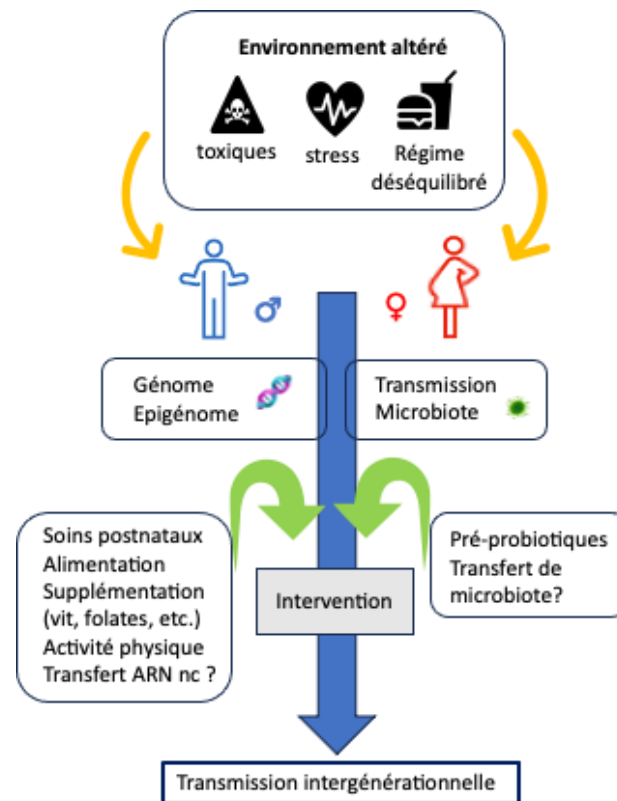 Environnement altéré
toxiques
stress
Régime
déséquilibré
♂
♀
Génome
Epigénome
Transmission
Microbiote
Soins postnataux
Alimentation
Supplémentation
(vit, folates, etc.)
Activité physique
Transfert ARN nc ?
Pré-probiotiques
Transfert de
microbiote?
Intervention
Transmission intergénérationnelle